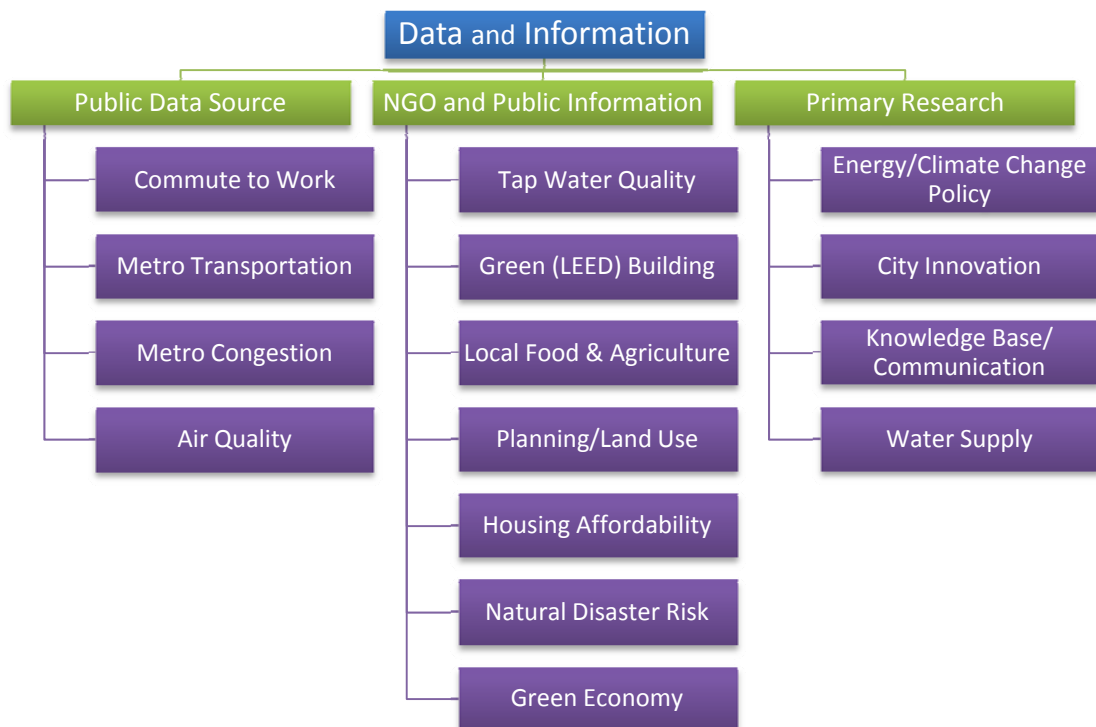 Data and Information
Public Data Source
Commute to Work
Metro Transportation
Metro Congestion
Air Quality
NGO and Public Information
Tap Water Quality
Green (LEED) Building
Local Food & Agriculture
Planning/Land Use
Housing Affordability
Natural Disaster Risk
Green Economy
Primary Research
Energy/Climate Change
Policy
City Innovation
Knowledge Base/
Communication
Water Supply